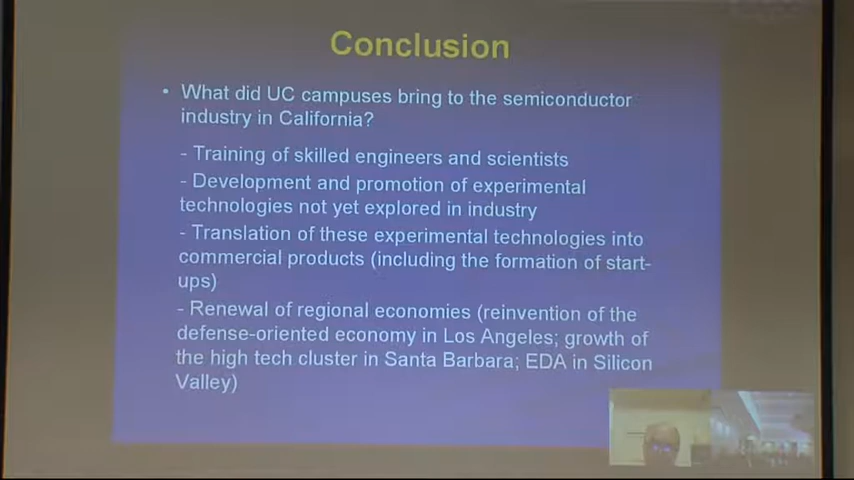 Conclusion
• What did UC campuses bring to the semiconductor
industry in California?
- Training of skilled engineers and scientists
- Development and promotion of experimental
technologies not yet explored in industry
- Translation of these experimental technologies into
commercial products (including the formation of start-
ups)
- Renewal of regional economies (reinvention of the
defense-oriented economy in Los Angeles; growth of
the high tech cluster in Santa Barbara; EDA in Silicon
Valley)